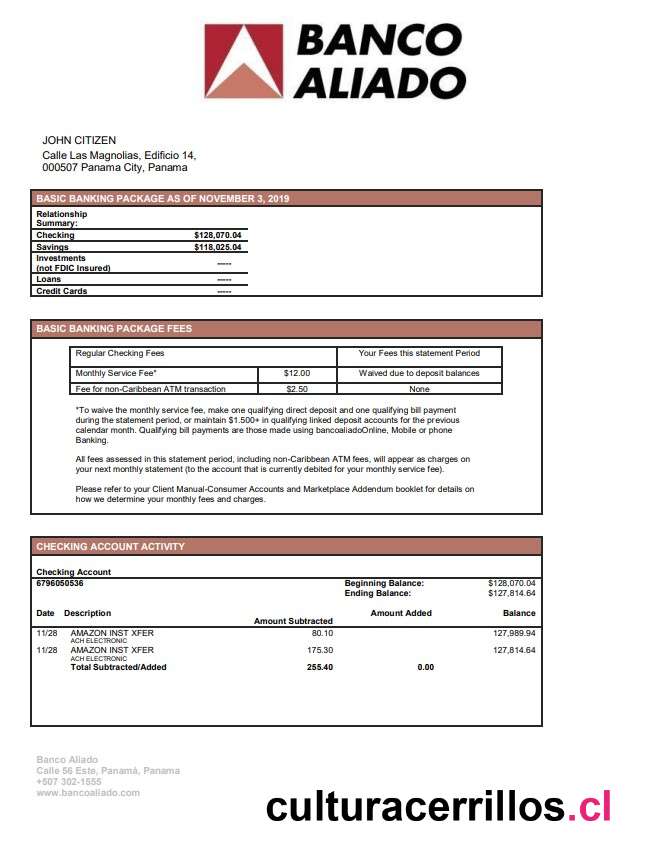 BANCO
ALIADO
JOHN CITIZEN
Calle Las Magnolias, Edificio 14,
000507 Panama City, Panama
BASIC BANKING PACKAGE AS OF NOVEMBER 3, 2019
Relationship
Summary:
Checking $128,070.04
Savings $118,025.04
Investments
(not FDIC Insured) -----
Loans -----
Credit Cards -----
BASIC BANKING PACKAGE FEES
Regular Checking Fees Your Fees this statement Period
Monthly Service Fee* $12.00 Waived due to deposit balances
Fee for non-Caribbean ATM transaction $2.50 None
*To waive the monthly service fee, make one qualifying direct deposit and one qualifying bill payment
during the statement period, or maintain $1.500+ in qualifying linked deposit accounts for the previous
calendar month. Qualifying bill payments are those made using bancoaliadoOnline, Mobile or phone
Banking.
All fees assessed in this statement period, including non-Caribbean ATM fees, will appear as charges on
your next monthly statement (to the account that is currently debited for your monthly service fee).
Please refer to your Client Manual-Consumer Accounts and Marketplace Addendum booklet for details on
how we determine your monthly fees and charges.
CHECKING ACCOUNT ACTIVITY
Checking Account
6796050536 Beginning Balance: $128,070.04
Ending Balance: $127,814.64
Date Description Amount Subtracted Amount Added Balance
11/28 AMAZON INST XFER 80.10 127,989.94
ACH ELECTRONIC
11/28 AMAZON INST XFER 175.30 127,814.64
ACH ELECTRONIC
Total Subtracted/Added 255.40 0.00
Banco Aliado
Calle 56 Este, Panamá, Panama
+507 302-1555
www.bancoaliado.com
culturacerrillos.cl